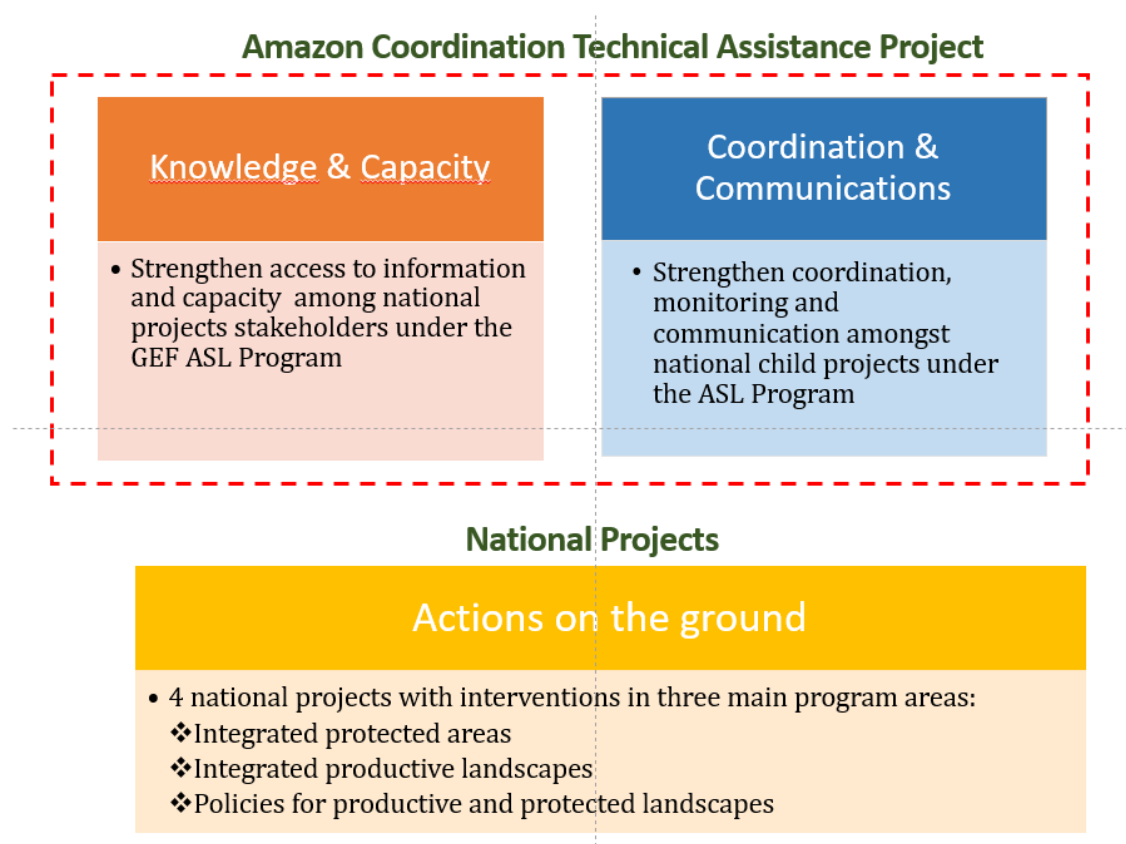 Amazon Coordination Technical Assistance Project
Knowledge & Capacity
• Strengthen access to information
and capacity  among national
projects stakeholders under the
GEF ASL Program
Coordination &
Communications
• Strengthen coordination,
monitoring and
communication amongst
national child projects under
the ASL Program
National Projects
Actions on the ground
• 4 national projects with interventions in three main program areas:
❖Integrated protected areas
❖Integrated productive landscapes
❖Policies for productive and protected landscapes